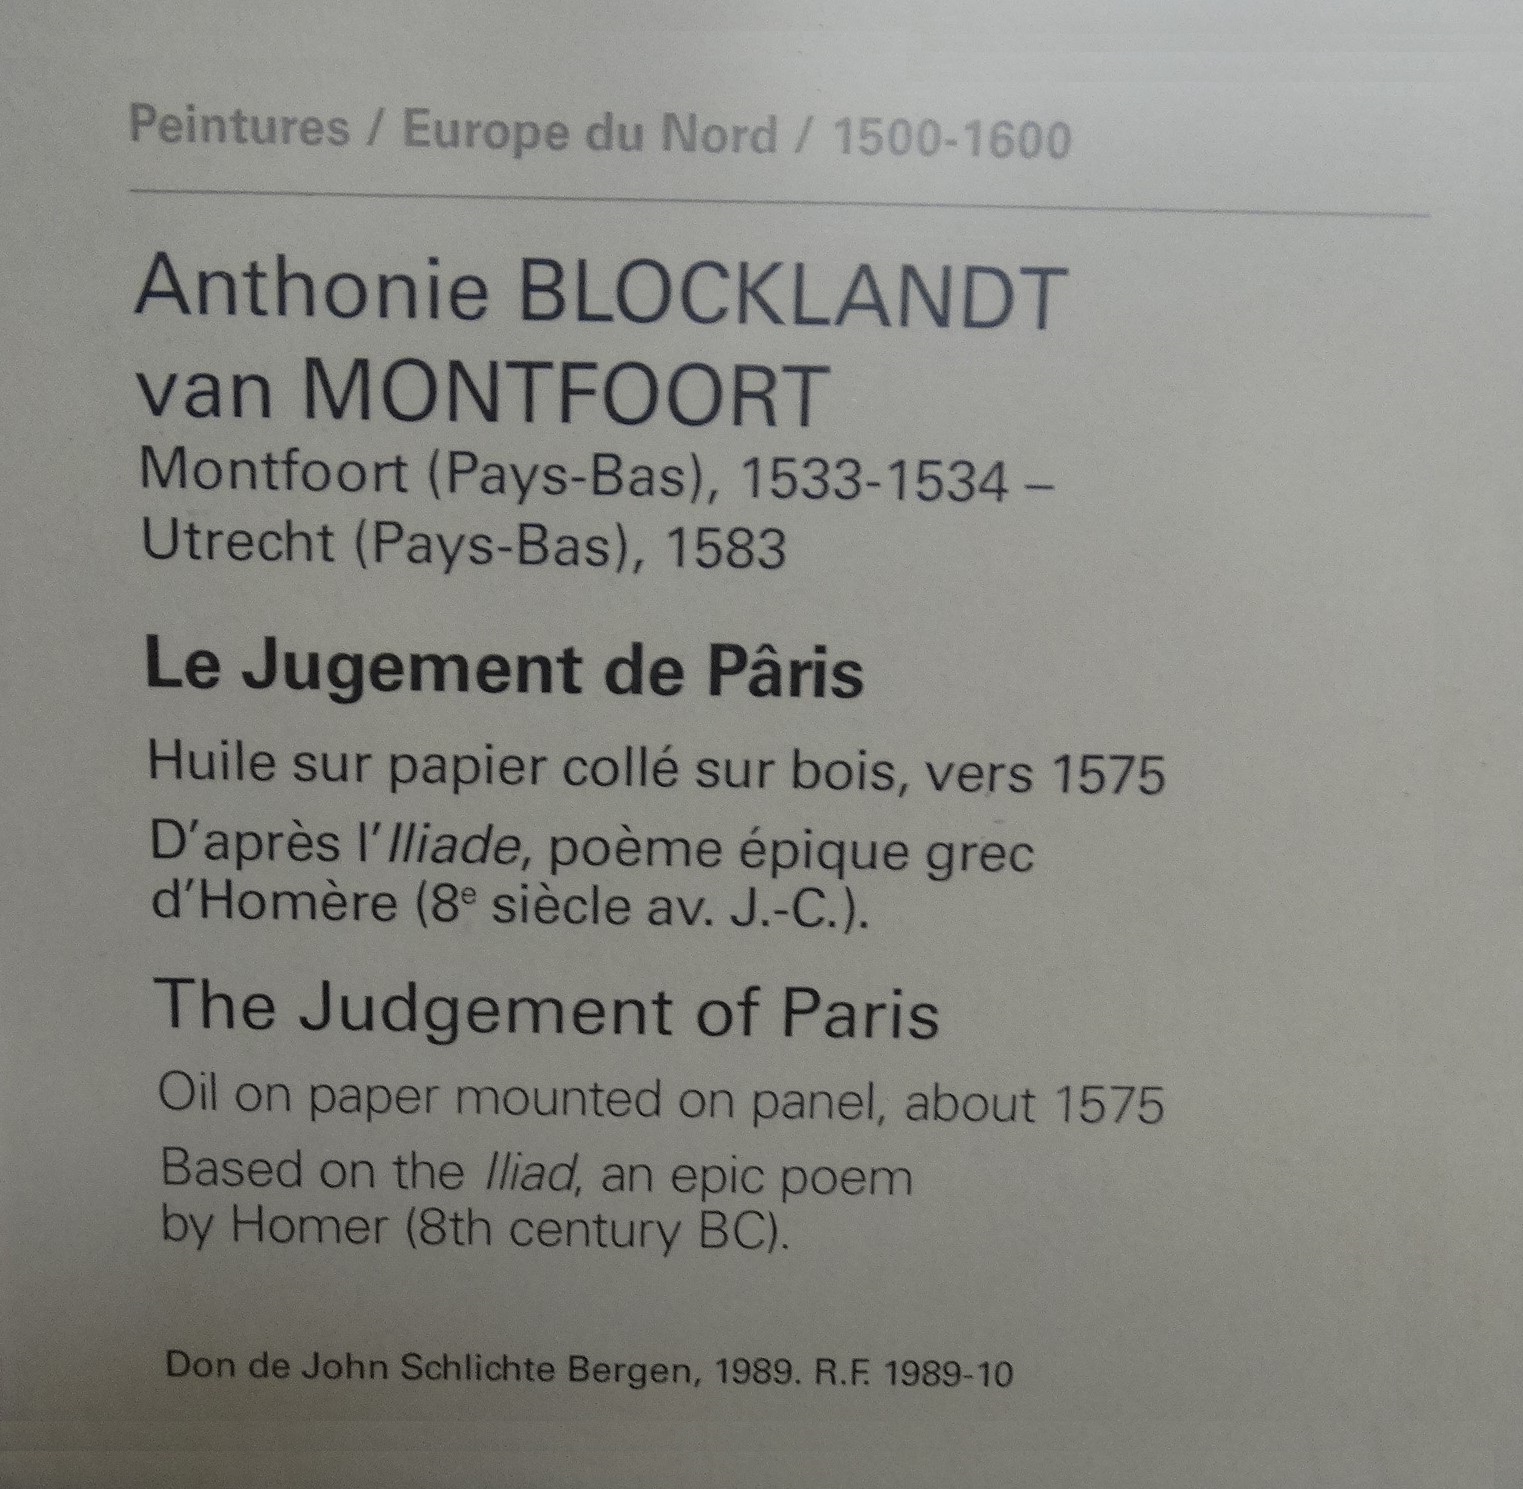 Peintures / Europe du Nord / 1500-1600
Anthonie BLOCKLANDT
van MONTFOORT
Montfoort (Pays-Bas), 1533-1534 –
Utrecht (Pays-Bas), 1583
Le Jugement de Pâris
Huile sur papier collé sur bois, vers 1575
D'après l'Iliade, poème épique grec
d'Homère (8e siècle av. J.-C.).
The Judgement of Paris
Oil on paper mounted on panel, about 1575
Based on the Iliad, an epic poem
by Homer (8th century BC).
Don de John Schlichte Bergen, 1989. R.F. 1989-10